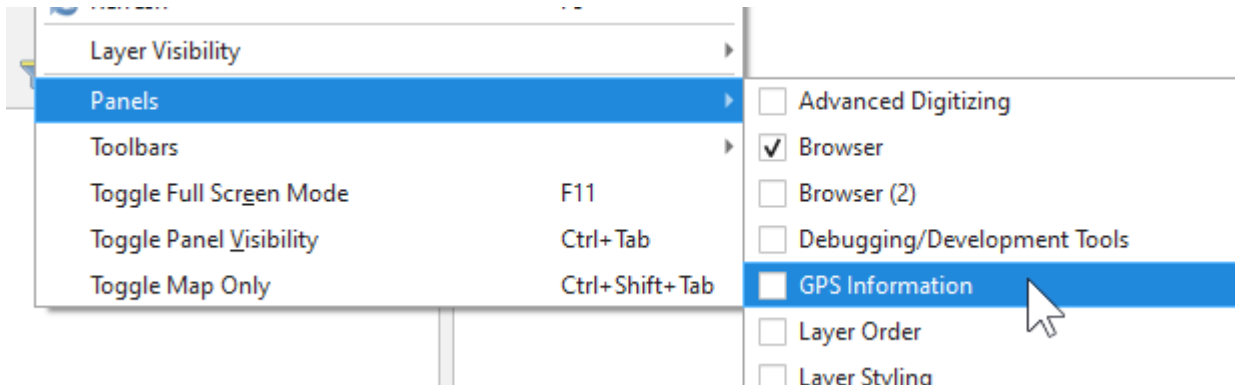 Layer Visibility
Panels
Toolbars
Toggle Full Screen Mode F11
Toggle Panel Visibility Ctrl+Tab
Toggle Map Only Ctrl+Shift+Tab
Advanced Digitizing
Browser
Browser (2)
Debugging/Development Tools
GPS Information
Layer Order
Layer Styling